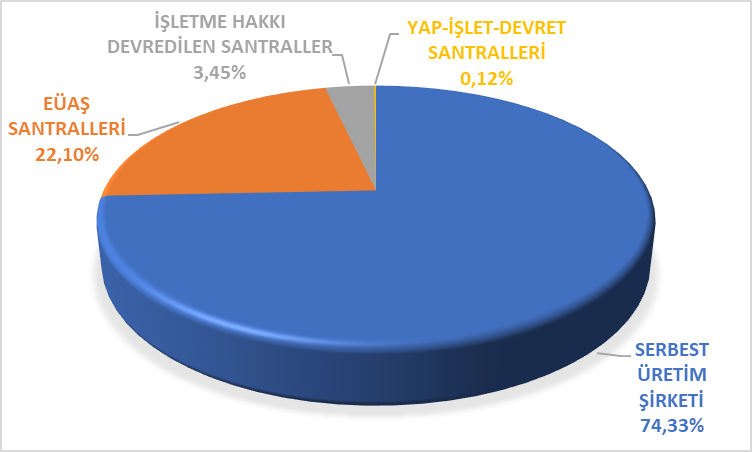 İŞLETME HAKKI
DEVREDİLEN SANTRALLER
3,45%
YAP-İŞLET-DEVRET
SANTRALLERİ
0,12%
EÜAŞ
SANTRALLERİ
22,10%
SERBEST
ÜRETİM
ŞİRKETİ
74,33%